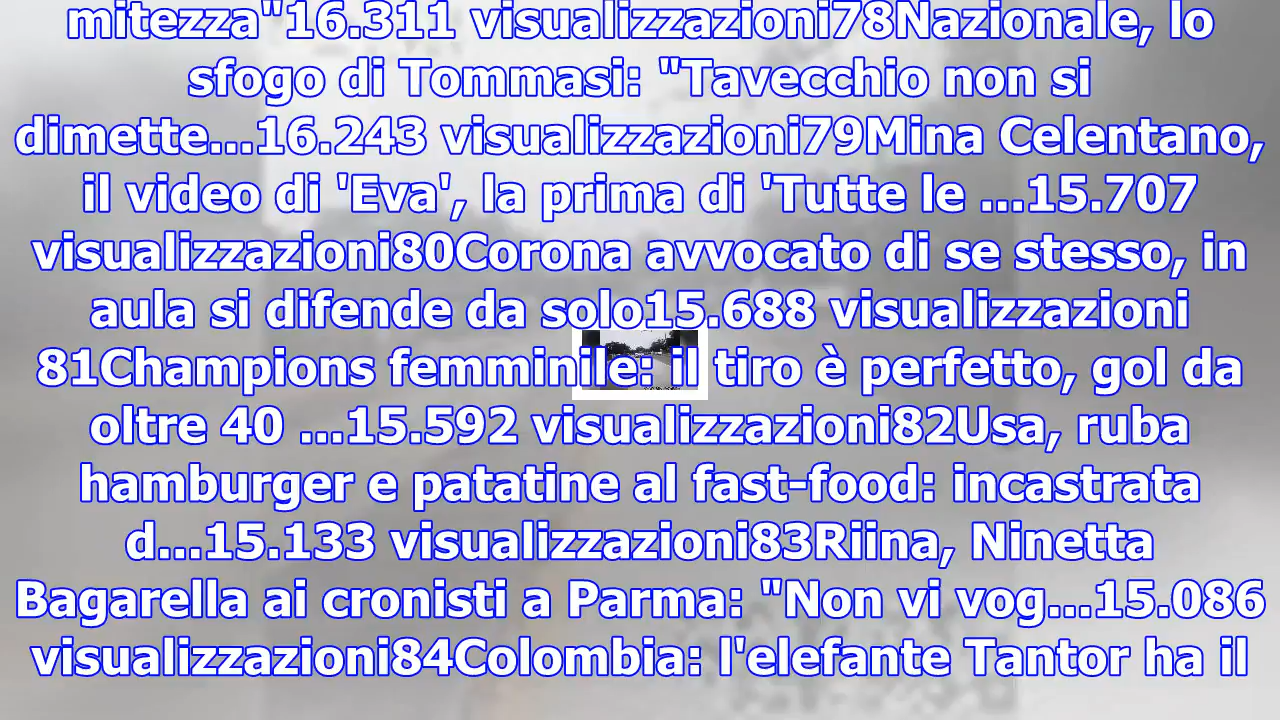 mitezza"16.311 visualizzazioni78Nazionale, lo
sfogo di Tommasi: "Tavecchio non si
dimette...16.243 visualizzazioni79Mina Celentano,
il video di 'Eva', la prima di 'Tutte le ...15.707
visualizzazioni80Corona avvocato di se stesso, in
aula si difende da solo15.688 visualizzazioni
81Champions femminile: il tiro è perfetto, gol da
oltre 40 ...15.592 visualizzazioni82Usa, ruba
hamburger e patatine al fast-food: incastrata
d...15.133 visualizzazioni83Riina, Ninetta
Bagarella ai cronisti a Parma: "Non vi vog...15.086
visualizzazioni84Colombia: l'elefante Tantor ha il